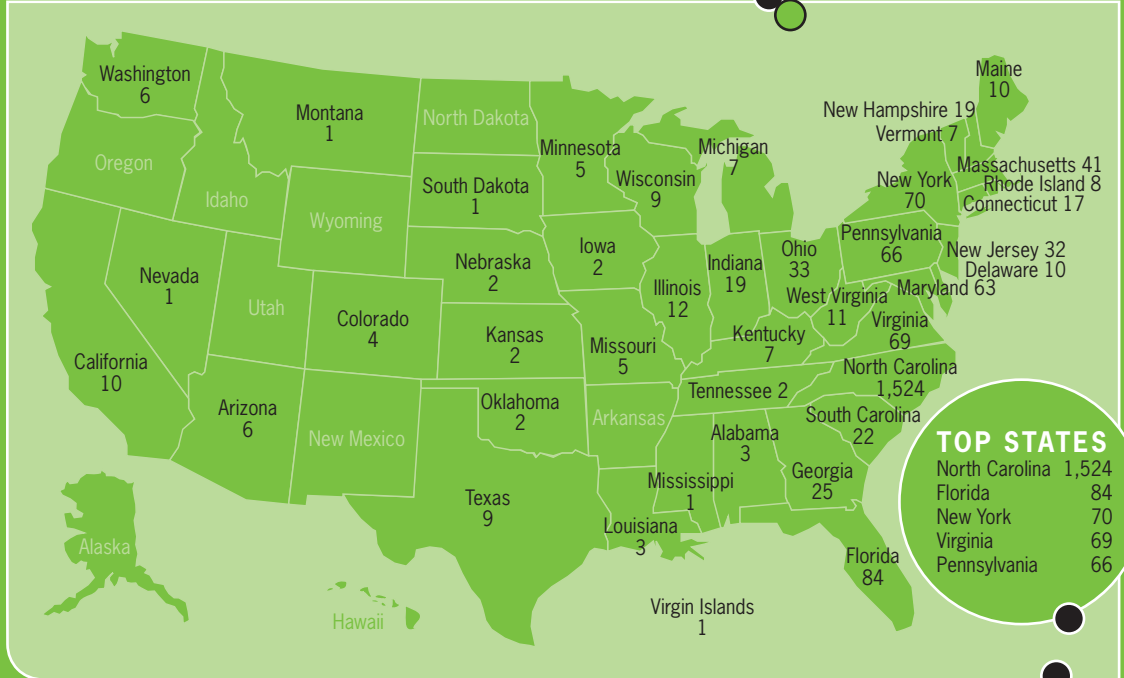 Washington
6
Oregon
Idaho
Montana
1
North Dakota
South Dakota
1
Wyoming
Nevada
1
Utah
California
10
Colorado
4
Arizona
6
New Mexico
Nebraska
2
Kansas
2
Oklahoma
2
Texas
9
Minnesota
5
Iowa
2
Missouri
5
Arkansas
Louisiana
3
Wisconsin
9
Illinois
12
Michigan
7
Indiana
19
Ohio
33
Kentucky
7
Tennessee 2
Mississippi
1
Alabama
3
Georgia
25
Florida
84
South Carolina
22
North Carolina
1,524
Virginia
69
West Virginia
11
Maryland 63
Delaware 10
New Jersey 32
Pennsylvania
66
New York
70
Connecticut 17
Rhode Island 8
Massachusetts 41
Vermont 7
New Hampshire 19
Maine
10
Alaska
Hawaii
Virgin Islands
1
TOP STATES
North Carolina 1,524
Florida 84
New York 70
Virginia 69
Pennsylvania 66